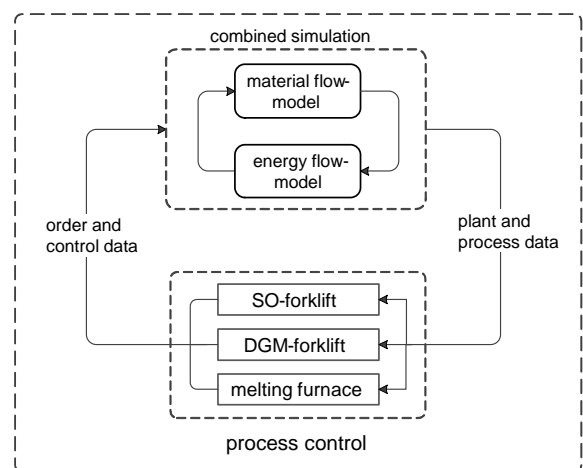 combined simulation
material flow-
model
energy flow-
model
order and
control data
plant and
process data
SO-forklift
DGM-forklift
melting furnace
process control